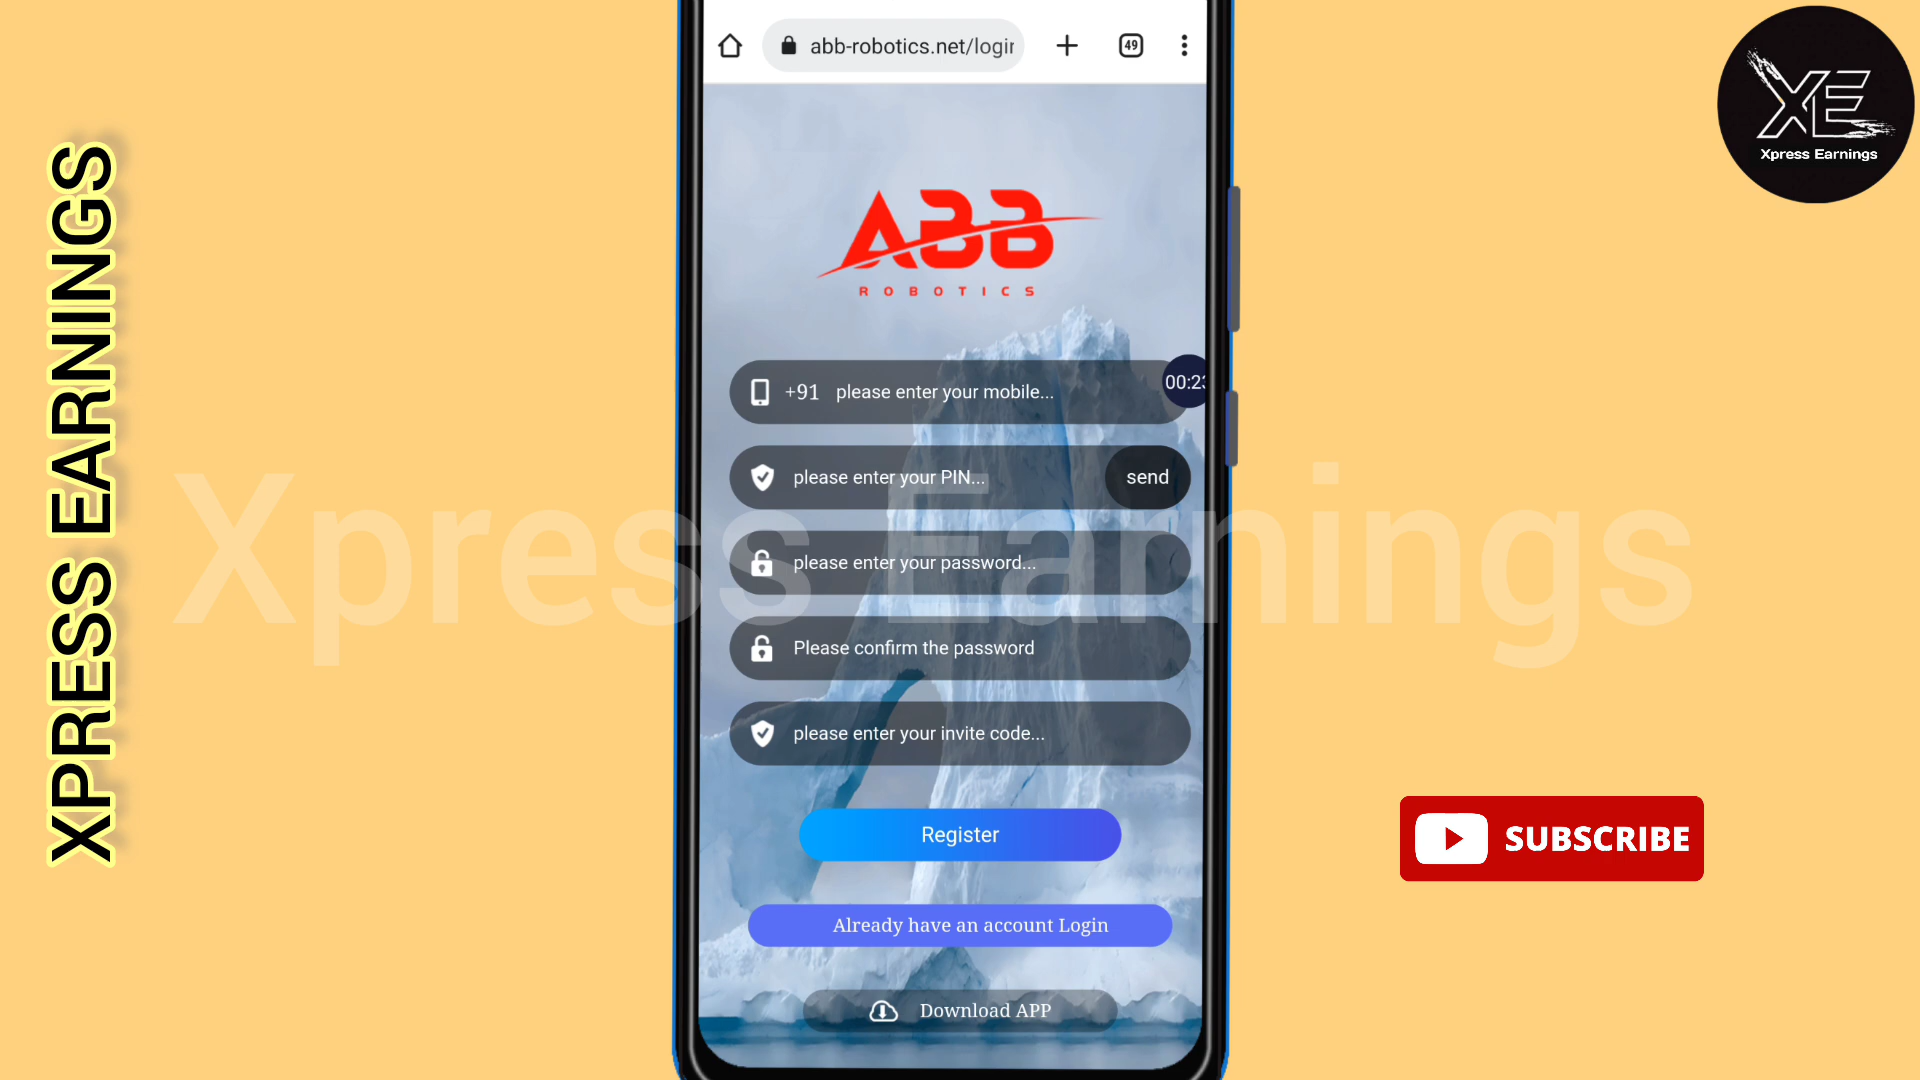 abb-robotics.net/login
49
XE
Xpress Earnings
XPRESS EARNINGS
ABB
ROBOTICS
+91 please enter your mobile...
00:23
please enter your PIN...
send
Xpress Earnings
please enter your password...
Please confirm the password
please enter your invite code...
Register
SUBSCRIBE
Already have an account Login
Download APP